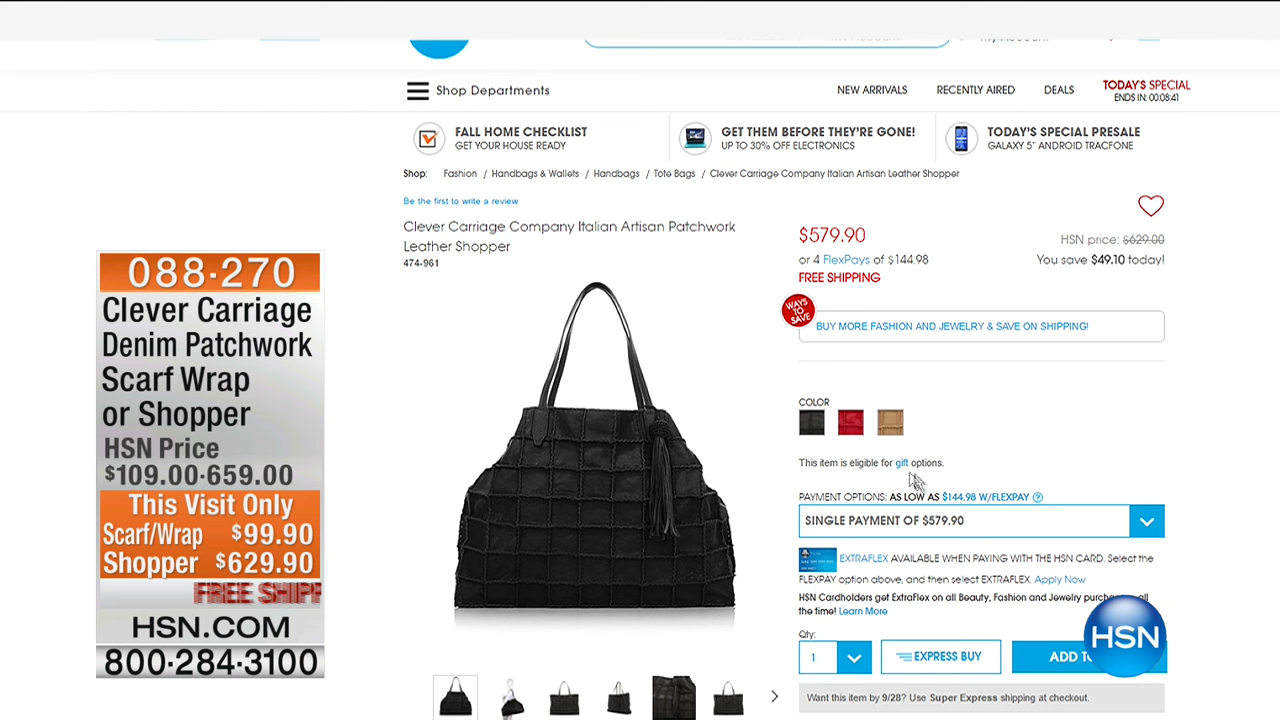 My Account
Shop Departments
NEW ARRIVALS
RECENTLY AIRED
DEALS
TODAY'S SPECIAL
ENDS IN: 00:08:41
FALL HOME CHECKLIST
GET YOUR HOUSE READY
GET THEM BEFORE THEY'RE GONE!
UP TO 30% OFF ELECTRONICS
TODAY'S SPECIAL PRESALE
GALAXY 5" ANDROID TRACFONE
Shop: Fashion / Handbags & Wallets / Handbags / Tote Bags / Clever Carriage Company Italian Artisan Leather Shopper
Be the first to write a review
Clever Carriage Company Italian Artisan Patchwork
Leather Shopper
474-961
$579.90
HSN price: $629.00
or 4 FlexPays of $144.98
You save $49.10 today!
FREE SHIPPING
WAYS
TO
SAVE
BUY MORE FASHION AND JEWELRY & SAVE ON SHIPPING!
COLOR
This item is eligible for gift options.
PAYMENT OPTIONS: AS LOW AS $144.98 W/FLEXPAY ?
SINGLE PAYMENT OF $579.90
EXTRAFLEX AVAILABLE WHEN PAYING WITH THE HSN CARD. Select the
FLEXPAY option above, and then select EXTRAFLEX. Apply Now
HSN Cardholders get ExtraFlex on all Beauty, Fashion and Jewelry all
the time! Learn More
Qty:
1
EXPRESS BUY
ADD
HSN
Want this item by 9/28? Use Super Express shipping at checkout.
088-270
Clever Carriage
Denim Patchwork
Scarf Wrap
or Shopper
HSN Price
$109.00-659.00
This Visit Only
Scarf/Wrap $99.90
Shopper $629.90
FREE SHIPP
HSN.COM
800-284-3100